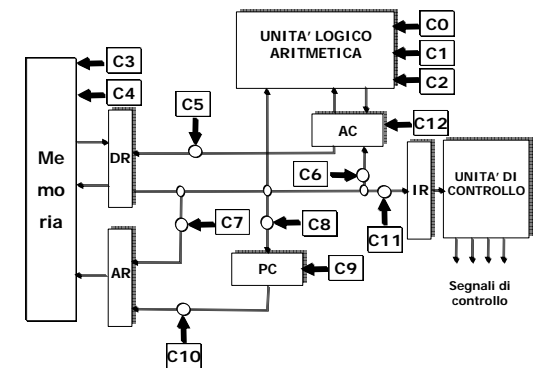 UNITA' LOGICO
ARITMETICA
C0
C1
C2
C3
C4
C5
AC
C12
Me
mo
ria
DR
C6
IR
UNITA' DI
CONTROLLO
C7
C8
C11
AR
PC
C9
Segnali di
controllo
C10